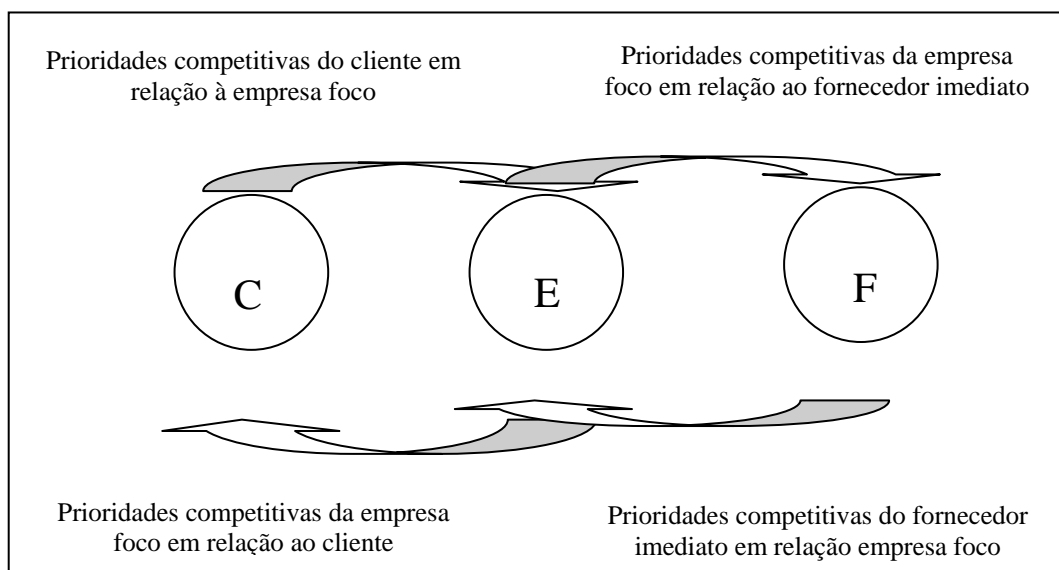 Prioridades competitivas do cliente em
relação à empresa foco
Prioridades competitivas da empresa
foco em relação ao fornecedor imediato
C
E
F
Prioridades competitivas da empresa
foco em relação ao cliente
Prioridades competitivas do fornecedor
imediato em relação empresa foco